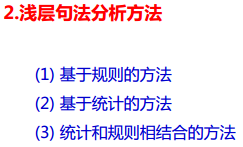 2.浅层句法分析方法
(1) 基于规则的方法
(2) 基于统计的方法
(3) 统计和规则相结合的方法